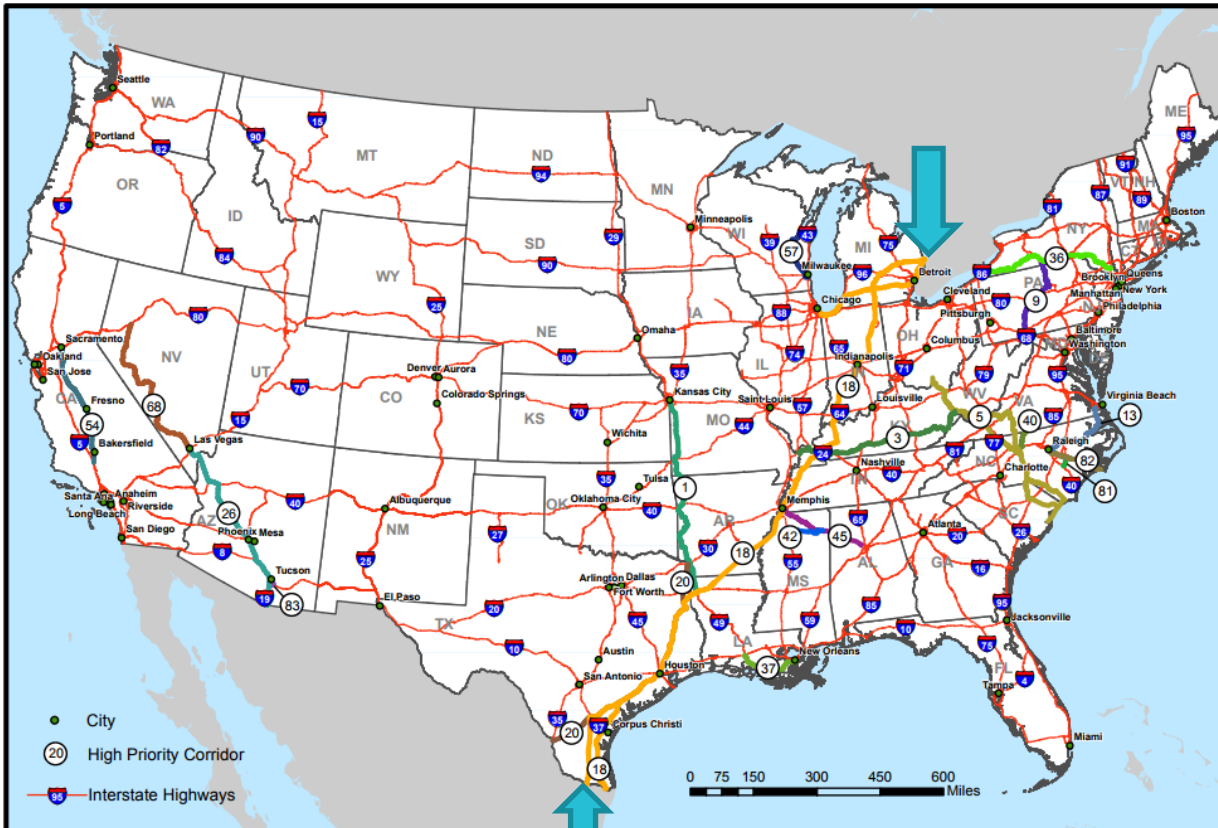 Seattle
WA
Portland
82
90
15
MT
ND
94
MN
ME
95
OR
5
ID
84
Minneapolis
WI
39
57
43
Milwaukee
MI
75
96
Detroit
91
VT
NH
87
89
81
Boston
NY
36
86
SD
90
29
WY
25
IA
Chicago
88
Cleveland
80
Pittsburgh
PA
9
Brooklyn
Queens
New York
Manhattan
Philadelphia
Sacramento
Oakland
San Jose
80
NV
UT
NE
80
Omaha
35
IL
74
65
Indianapolis
IN
18
OH
Columbus
71
68
Baltimore
Washington
79
95
Denver
Aurora
CO
70
Colorado Springs
KS
70
Kansas City
MO
Saint Louis
57
64
Louisville
WV
VA
Virginia Beach
CA
Fresno
54
68
15
5
Bakersfield
Las Vegas
Wichita
44
24
KY
3
5
40
85
13
77
81
Raleigh
82
81
40
Santa Ana
Anaheim
Riverside
Long Beach
San Diego
26
AZ
40
Phoenix
Mesa
8
Tucson
19
83
Albuquerque
NM
25
El Paso
35
Tulsa
OK
Oklahoma City
40
27
1
AR
30
Memphis
Nashville
40
TN
65
42
45
55
MS
AL
NC
Charlotte
SC
26
Atlanta
20
GA
16
95
85
Arlington
Dallas
Fort Worth
20
TX
45
20
18
49
LA
59
10
Jacksonville
75
FL
4
Tampa
Miami
10
Austin
San Antonio
Houston
37
New Orleans
35
20
37
Corpus Christi
18
City
20 High Priority Corridor
95 Interstate Highways
0 75 150 300 450 600
Miles